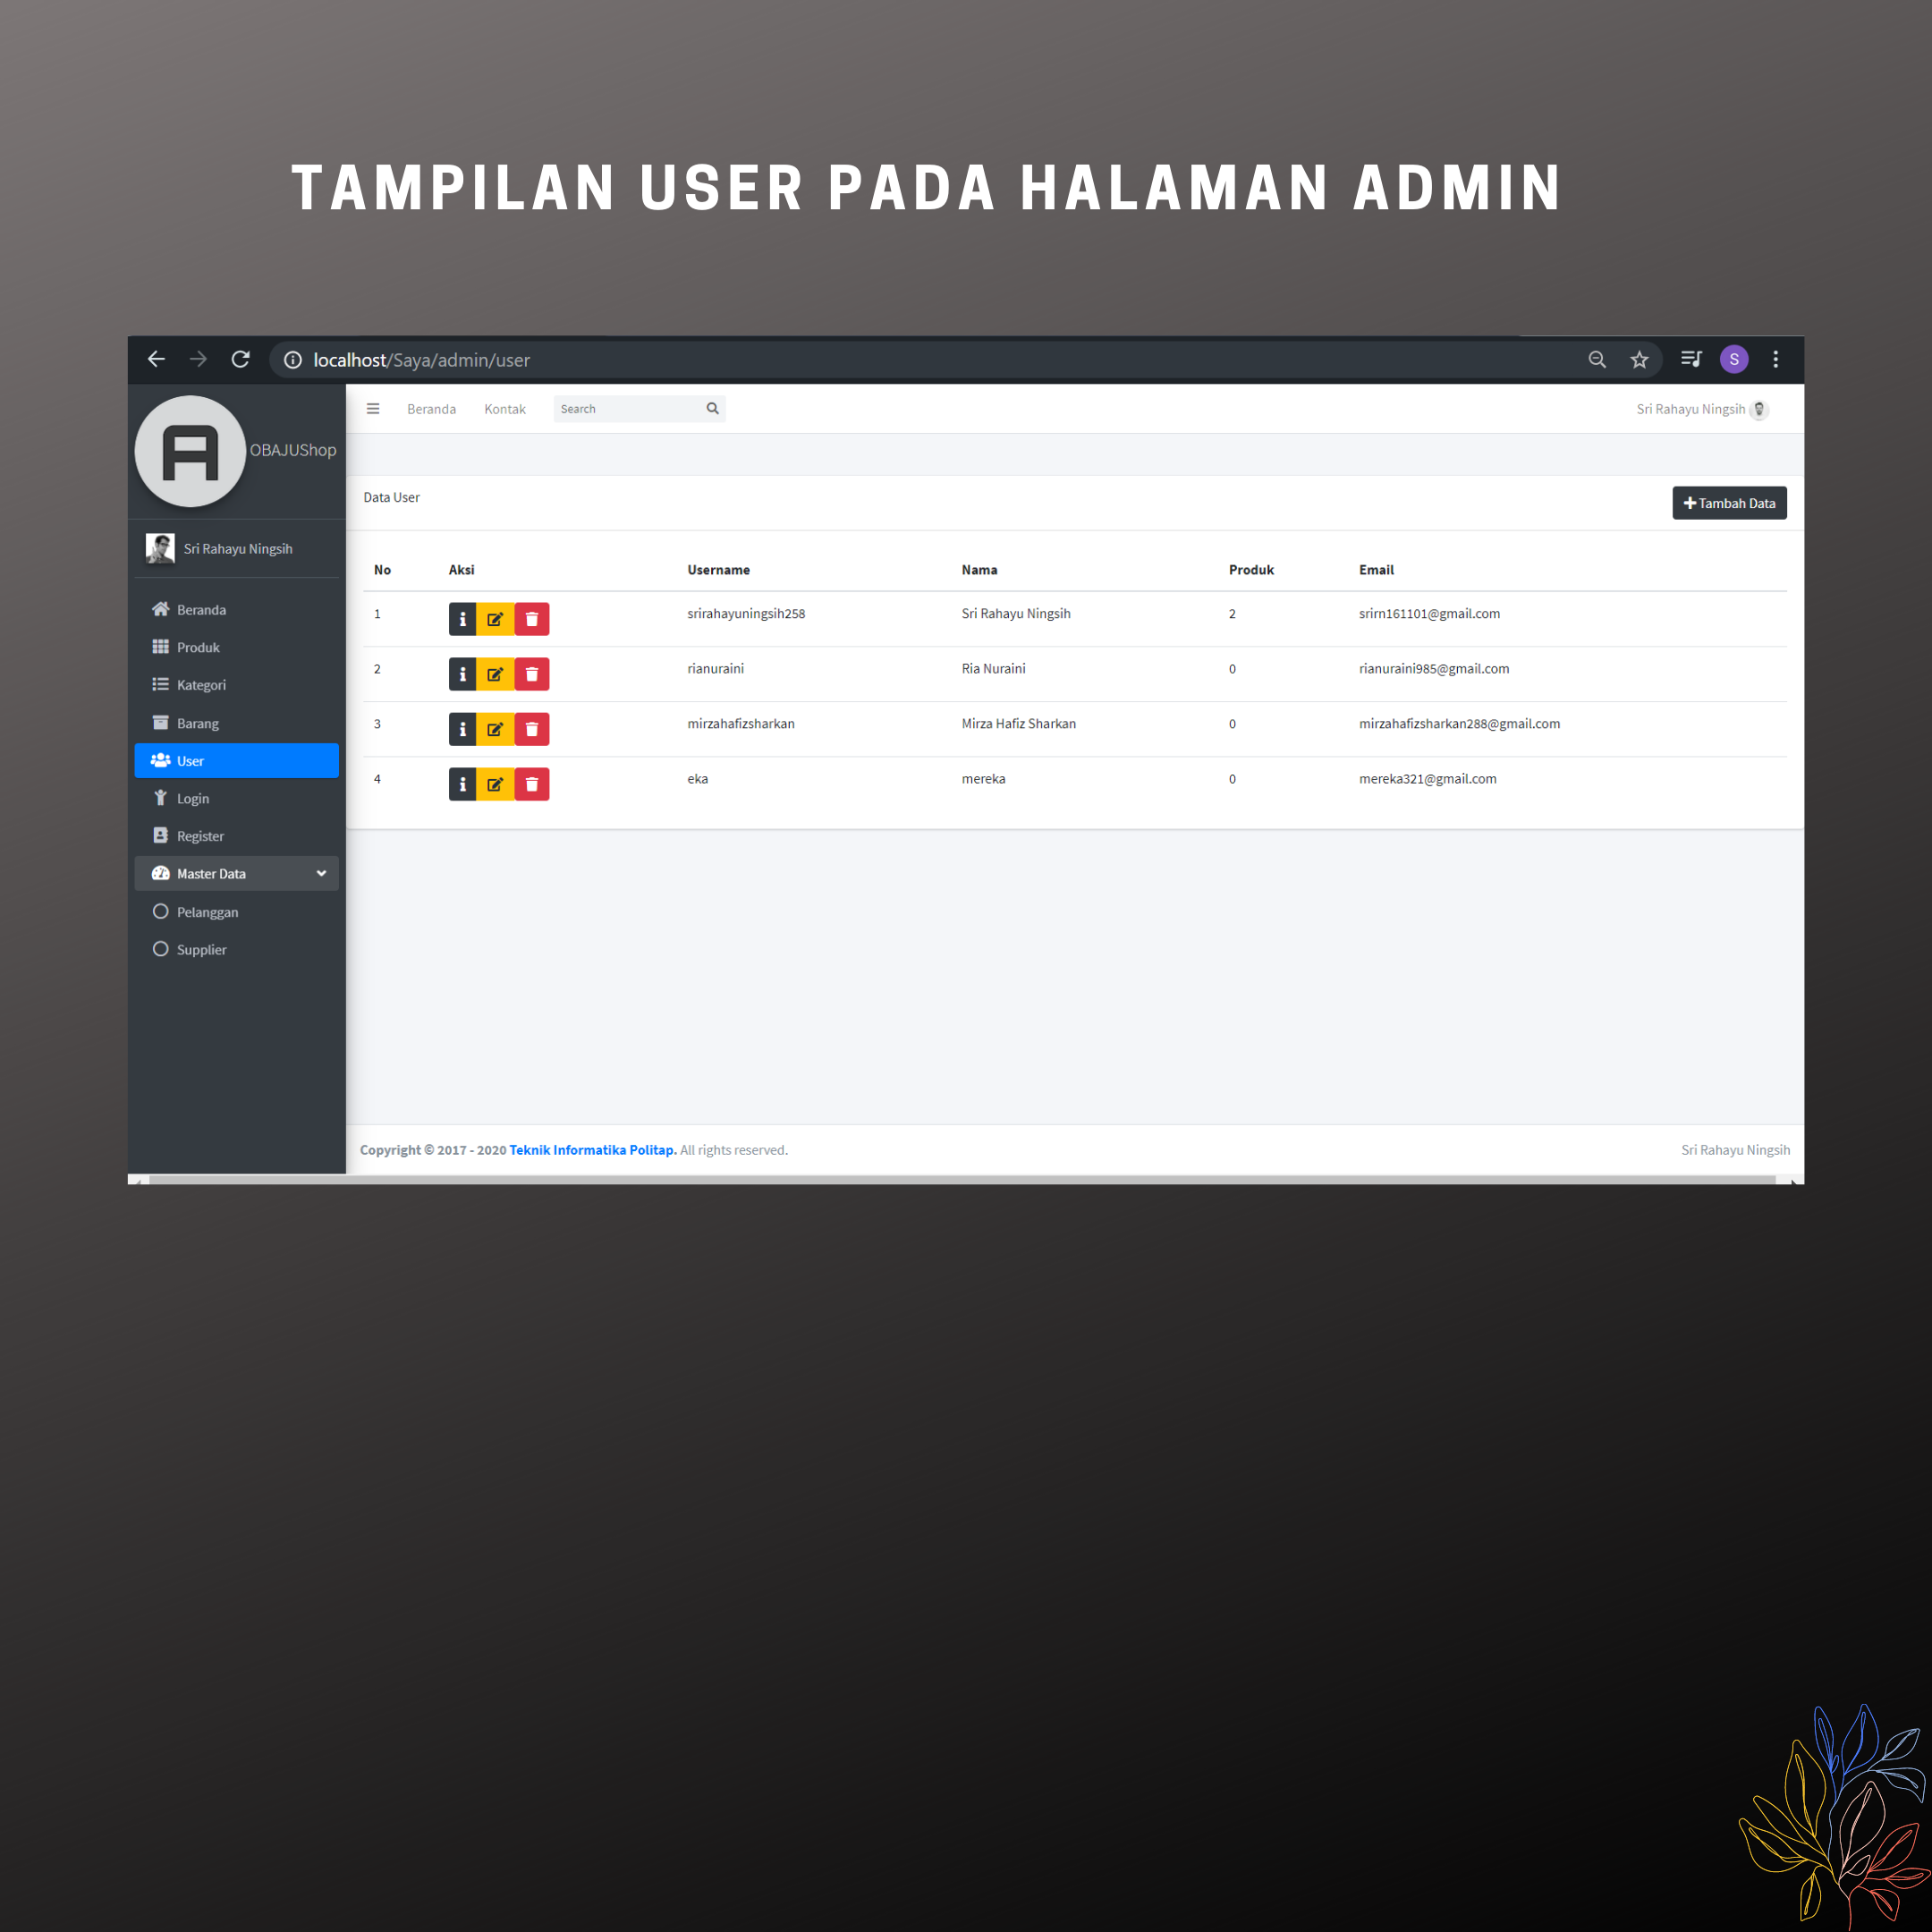 TAMPILAN USER PADA HALAMAN ADMIN
localhost/Saya/admin/user
S
A OBAJUShop
Beranda Kontak Search Sri Rahayu Ningsih
Data User
Tambah Data
Sri Rahayu Ningsih
Beranda
Produk
Kategori
Barang
User
Login
Register
Master Data
Pelanggan
Supplier
No Aksi Username Nama Produk Email
1 srirahayuningsih258 Sri Rahayu Ningsih 2 srirn161101@gmail.com
2 rianuraini Ria Nuraini 0 rianuraini985@gmail.com
3 mirzahafizsharkan Mirza Hafiz Sharkan 0 mirzahafizsharkan288@gmail.com
4 eka mereka 0 mereka321@gmail.com
Copyright © 2017 - 2020 Teknik Informatika Politap. All rights reserved. Sri Rahayu Ningsih